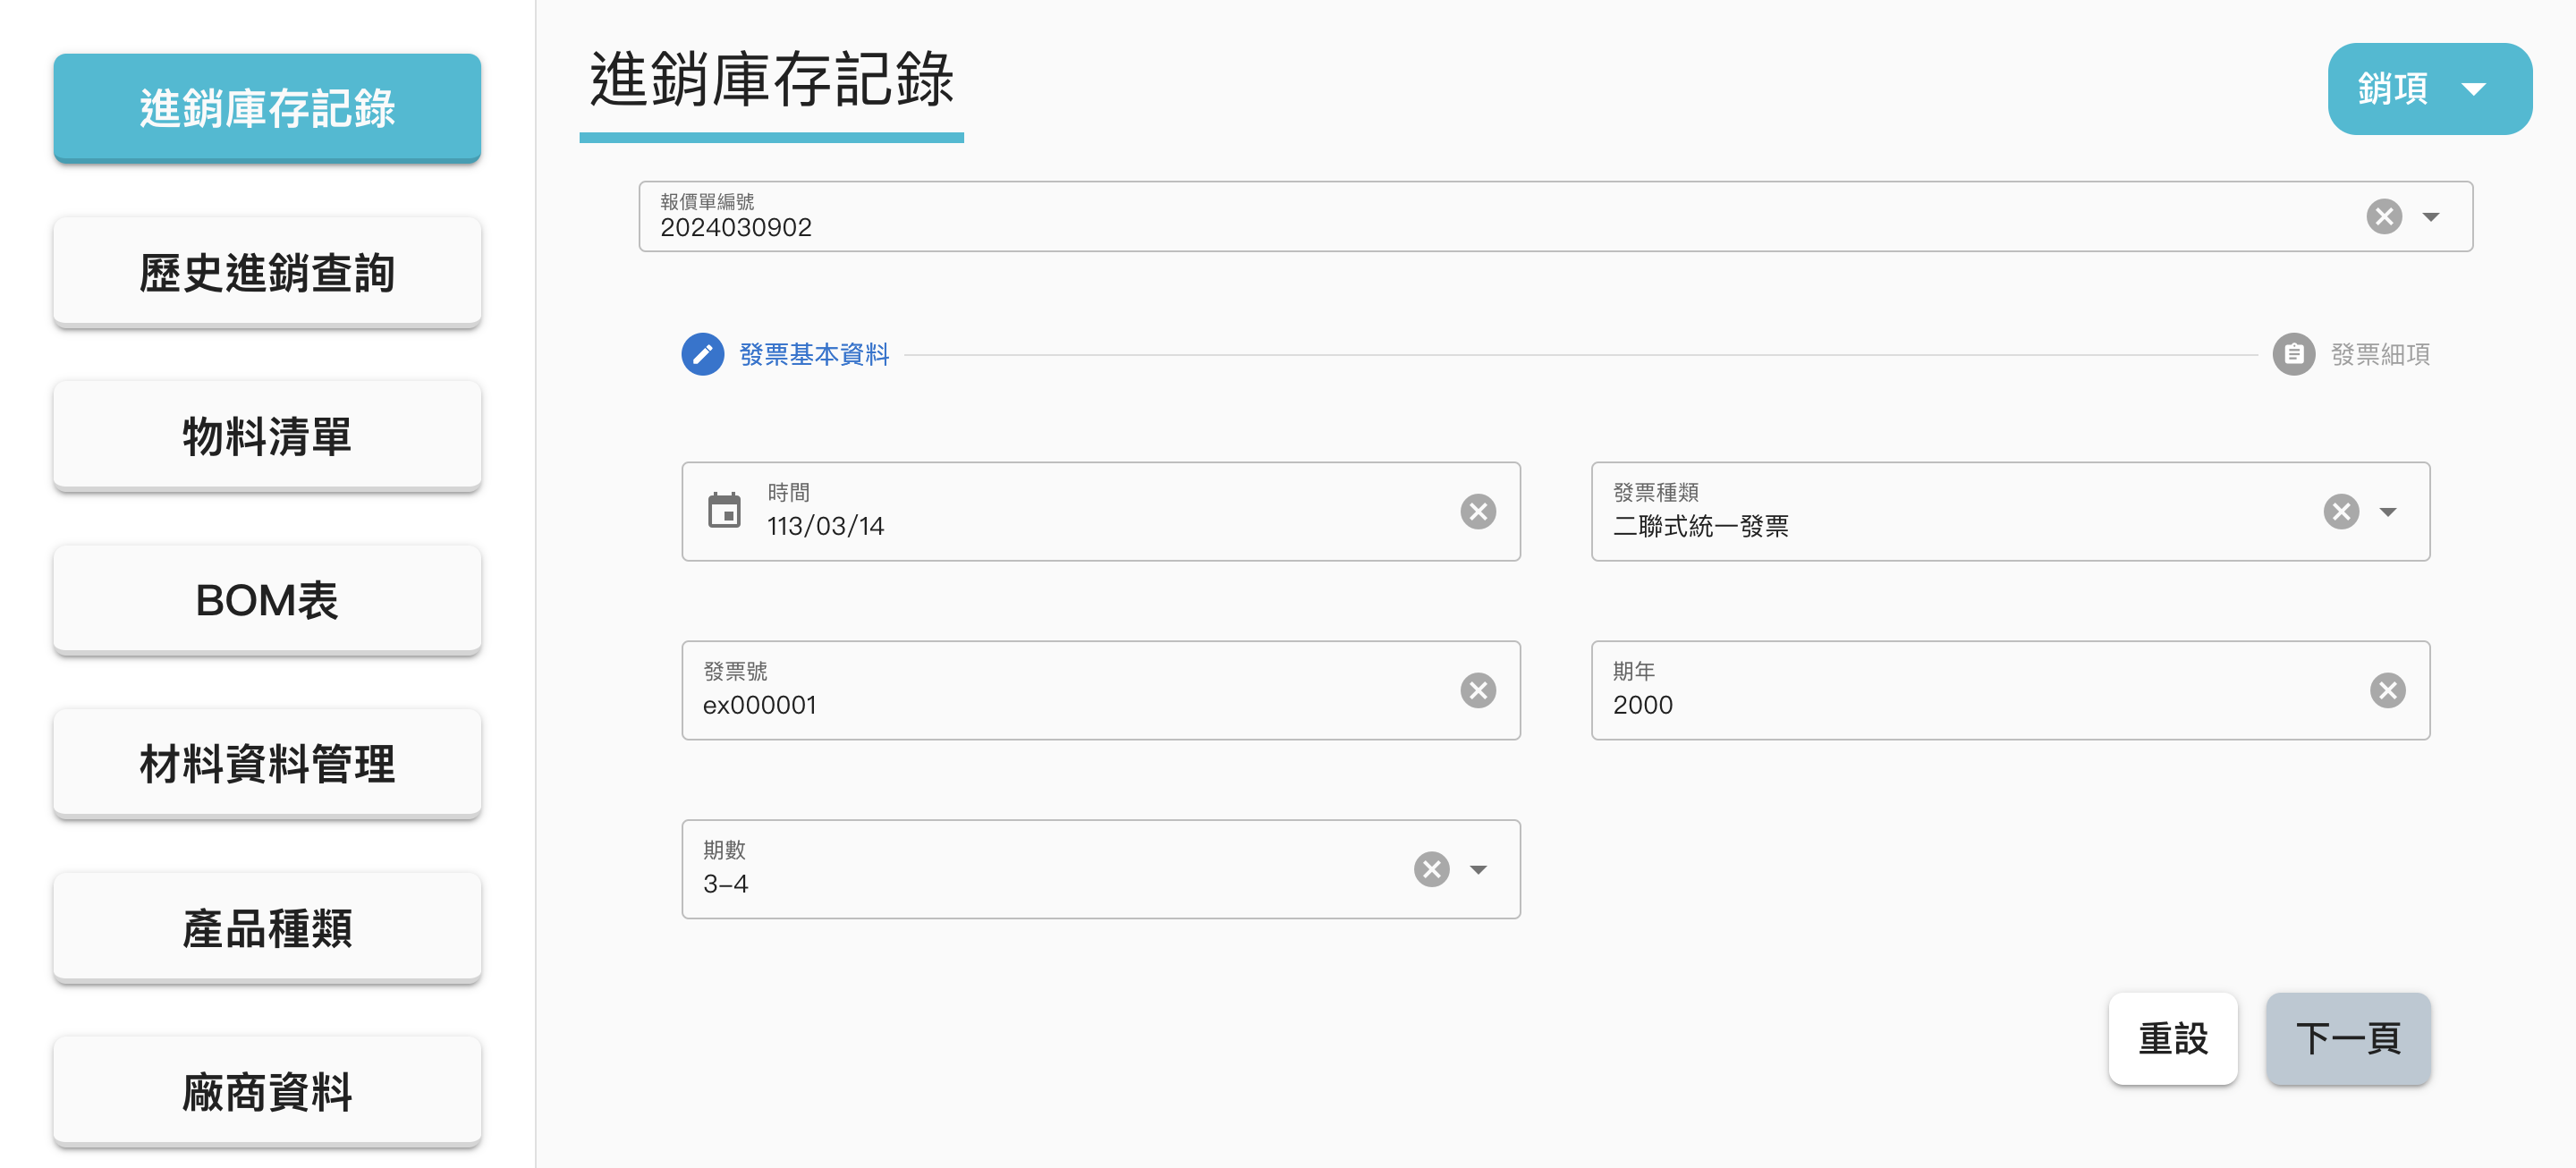 進銷庫存記錄
歷史進銷查詢
物料清單
BOM表
材料資料管理
產品種類
廠商資料
進銷庫存記錄
銷項
報價單編號
2024030902
發票基本資料
發票細項
時間
113/03/14
發票種類
二聯式統一發票
發票號
ex000001
期年
2000
期數
3-4
重設
下一頁